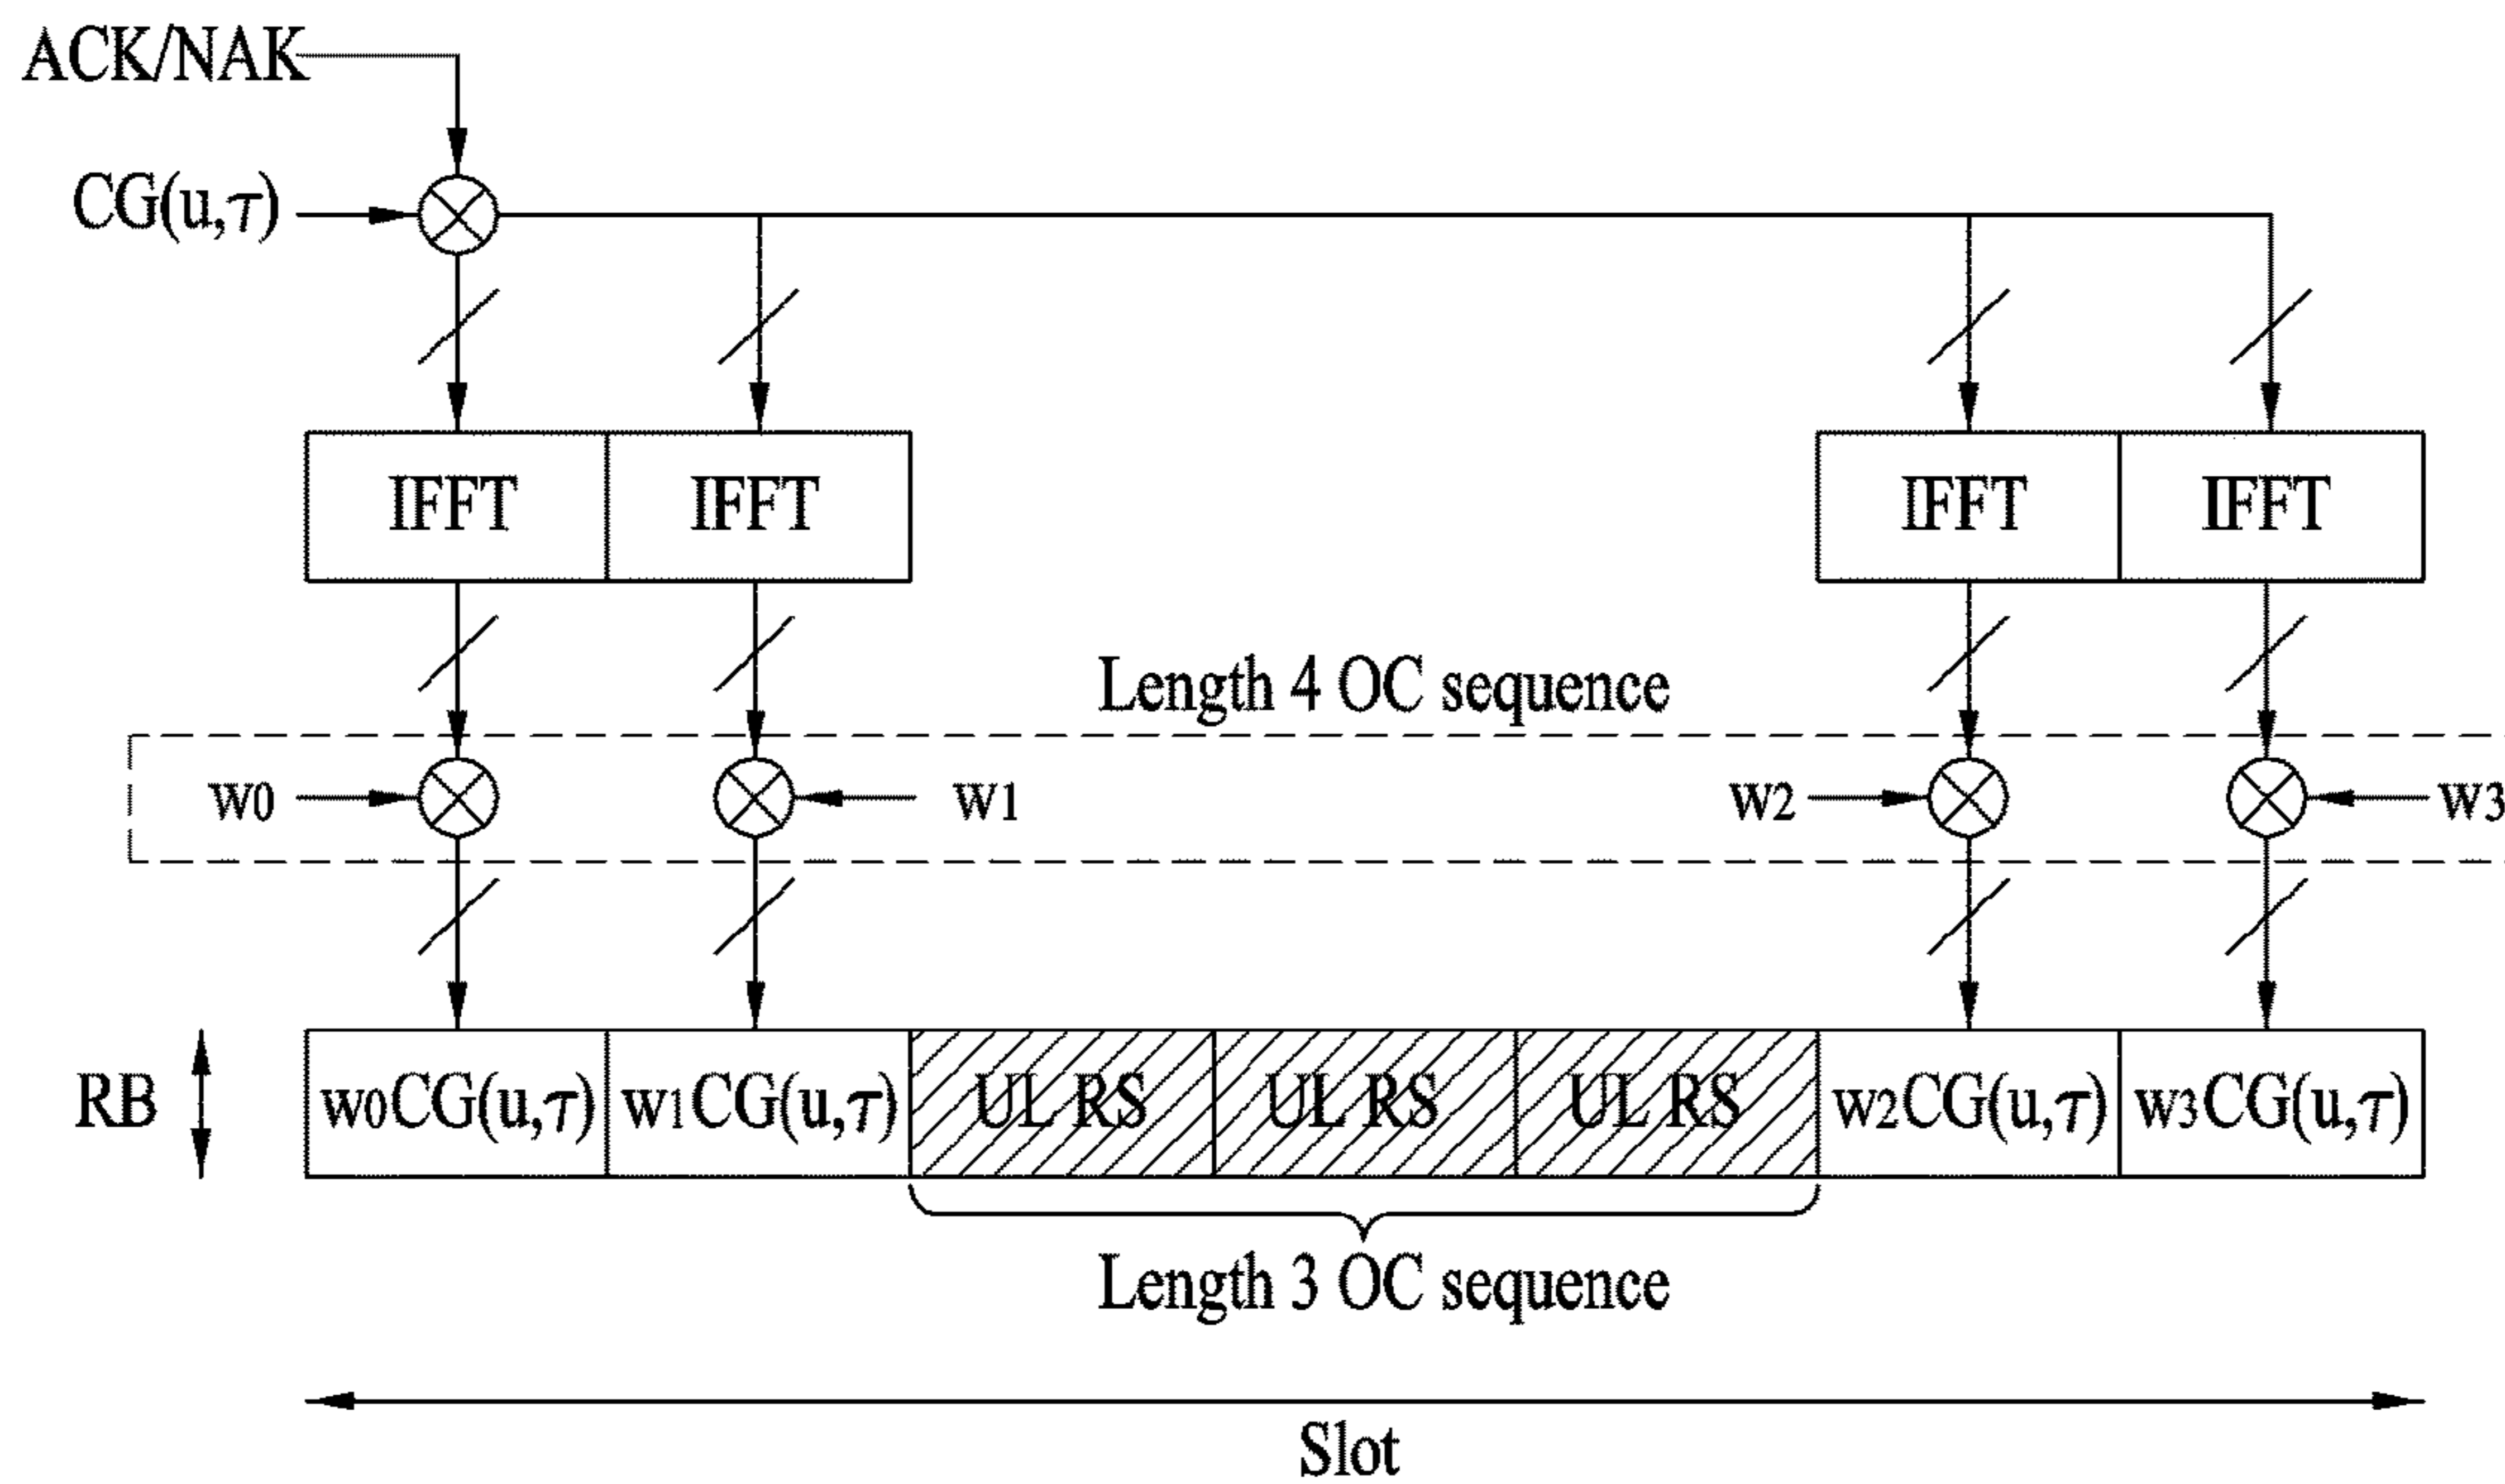 ACK/NAK
CG(u,τ)
IFFT IFFT IFFT IFFT
Length 4 OC sequence
w0 w1 w2 w3
RB w0CG(u,τ) w1CG(u,τ) UL RS UL RS UL RS w2CG(u,τ) w3CG(u,τ)
Length 3 OC sequence
Slot